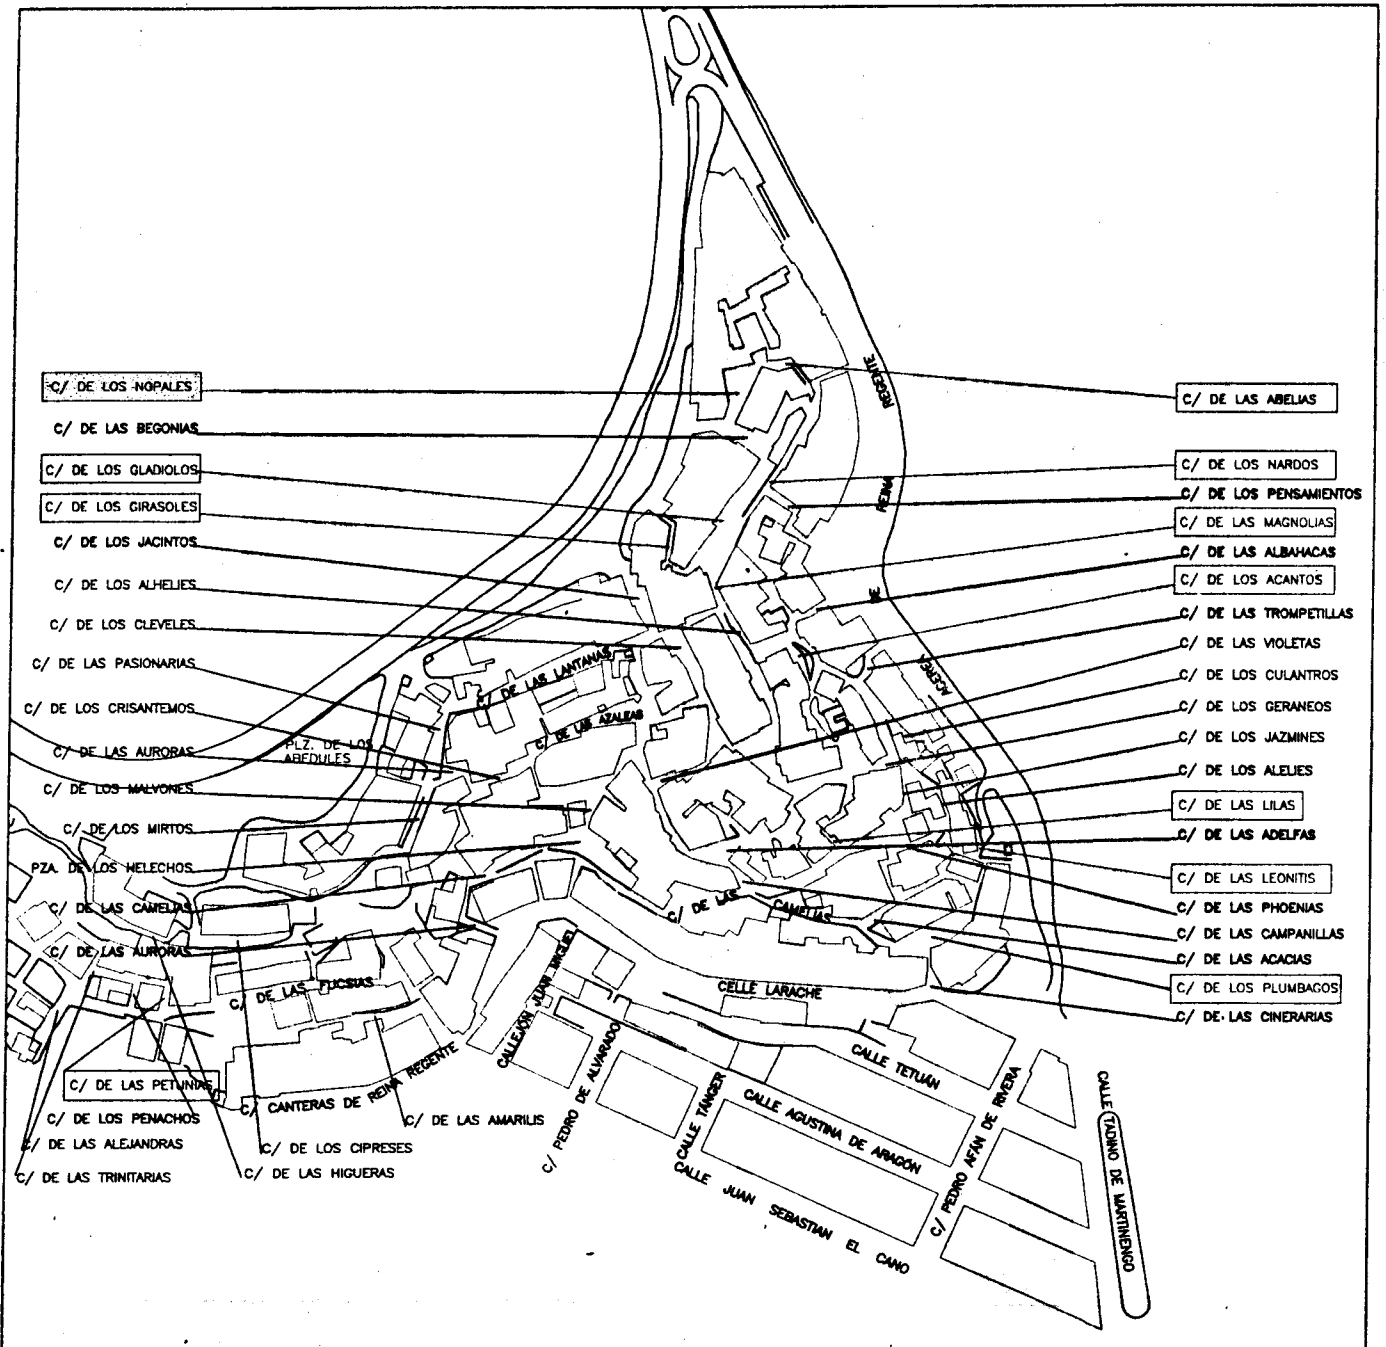 C/ DE LOS NOPALES
C/ DE LAS BEGONIAS
C/ DE LOS GLADIOLOS
C/ DE LOS GIRASOLES
C/ DE LOS JACINTOS
C/ DE LOS ALHELIES
C/ DE LOS CLEVELES
C/ DE LAS PASIONARIAS
C/ DE LOS CRISANTEMOS
C/ DE LAS AURORAS
C/ DE LOS MALVONES
C/ DE LOS MIRTOS
PZA. DE LOS HELECHOS
C/ DE LAS CAMELIAS
C/ DE LAS AURORAS
C/ DE LAS PETUNIAS
C/ DE LOS PENACHOS
C/ DE LAS ALEJANDRAS
C/ DE LAS TRINITARIAS
PLZ. DE LOS
ABEDULES
C/ DE LAS LANTANAS
C/ DE LAS AZALEAS
C/ DE LAS FUCSIAS
C/ CANTERAS DE REINA REGENTE
C/ DE LAS AMARILIS
C/ DE LOS CIPRESES
C/ DE LAS HIGUERAS
C/ DE LAS CAMELIAS
CALLEJÓN JUAN MIGUEL
C/ PEDRO DE ALVARADO
CELLE LARACHE
CALLE TETUÁN
CALLE TÁNGER
CALLE AGUSTINA DE ARAGÓN
CALLE JUAN SEBASTIAN EL CANO
C/ PEDRO AFÁN DE RIVERA
CALLE TADINO DE MARTINENGO
ACEREA DE REINA REGENTE
C/ DE LAS ABELIAS
C/ DE LOS NARDOS
C/ DE LOS PENSAMIENTOS
C/ DE LAS MAGNOLIAS
C/ DE LAS ALBAHACAS
C/ DE LOS ACANTOS
C/ DE LAS TROMPETILLAS
C/ DE LAS VIOLETAS
C/ DE LOS CULANTROS
C/ DE LOS GERANEOS
C/ DE LOS JAZMINES
C/ DE LOS ALELIES
C/ DE LAS LILAS
C/ DE LAS ADELFAS
C/ DE LAS LEONITIS
C/ DE LAS PHOENIAS
C/ DE LAS CAMPANILLAS
C/ DE LAS ACACIAS
C/ DE LOS PLUMBAGOS
C/ DE LAS CINERARIAS